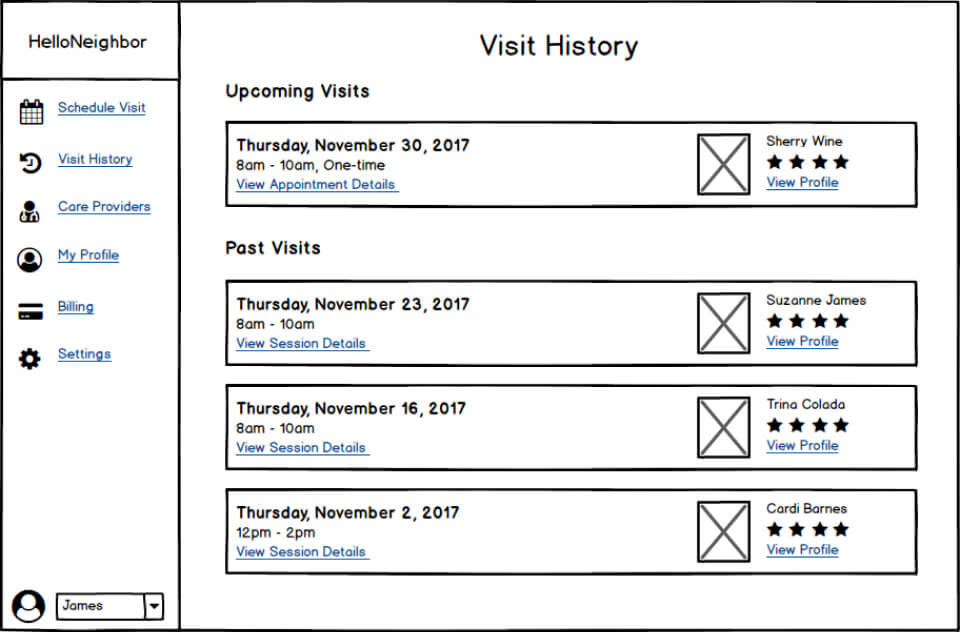 HelloNeighbor
Schedule Visit
Visit History
Care Providers
My Profile
Billing
Settings
James
Visit History
Upcoming Visits
Thursday, November 30, 2017
8am - 10am, One-time
View Appointment Details
Sherry Wine
View Profile
Past Visits
Thursday, November 23, 2017
8am - 10am
View Session Details
Suzanne James
View Profile
Thursday, November 16, 2017
8am - 10am
View Session Details
Trina Colada
View Profile
Thursday, November 2, 2017
12pm - 2pm
View Session Details
Cardi Barnes
View Profile